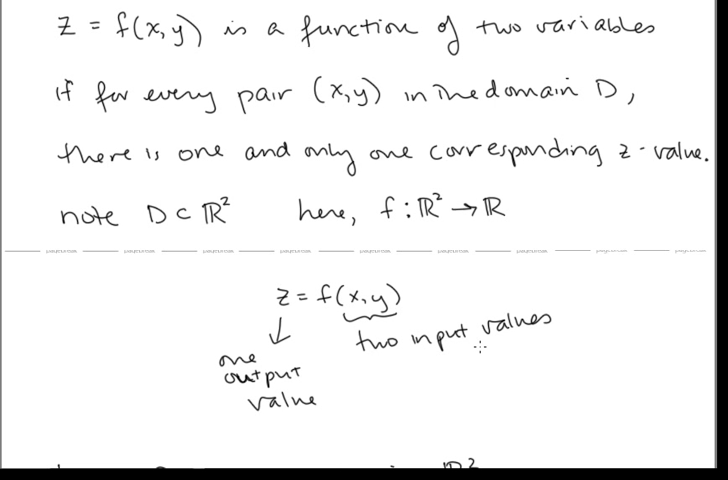 z = f(x,y) is a function of two variables
if for every pair (x,y) in the domain D,
there is one and only one corresponding z-value.
note D ⊂ ℝ² here, f : ℝ² → ℝ
z = f(x,y)
two input values
one
output
value
ℝ²